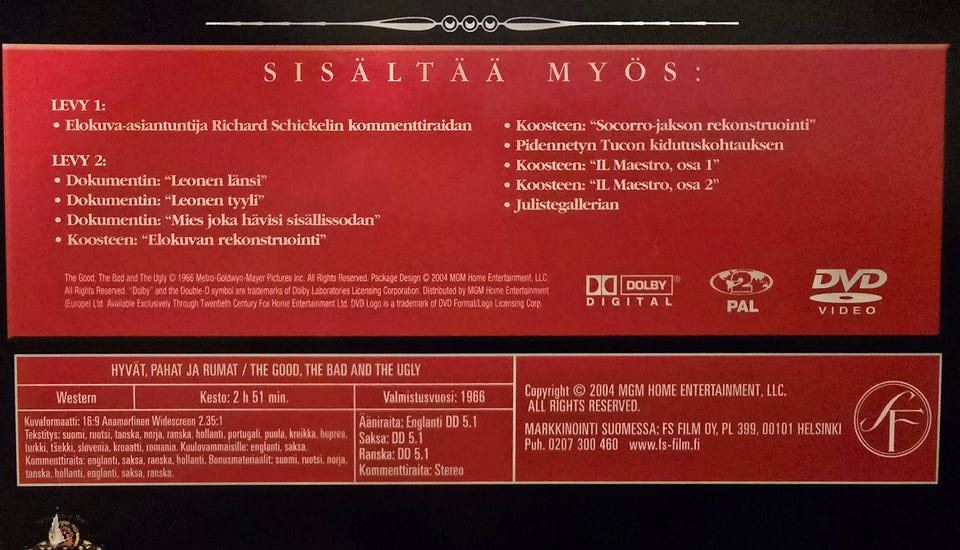 SISÄLTÄÄ MYÖS:
LEVY 1:
• Elokuva-asiantuntija Richard Schickelin kommenttiraidan
LEVY 2:
• Dokumentin: “Leonen länsi”
• Dokumentin: “Leonen tyyli”
• Dokumentin: “Mies joka hävisi sisällissodan”
• Koosteen: “Elokuvan rekonstruointi”
• Koosteen: “Socorro-jakson rekonstruointi”
• Pidennetyn Tucon kidutuskohtauksen
• Koosteen: “IL Maestro, osa 1”
• Koosteen: “IL Maestro, osa 2”
• Julistegallerian
The Good, The Bad and The Ugly © 1966 Metro-Goldwyn-Mayer Pictures Inc. All Rights Reserved. Package Design © 2004 MGM Home Entertainment, LLC.
All Rights Reserved. “Dolby” and the Double-D symbol are trademarks of Dolby Laboratories Licensing Corporation. Distributed by MGM Home Entertainment
(Europe) Ltd. Available Exclusively Through Twentieth Century Fox Home Entertainment Ltd. DVD Logo is a trademark of DVD Format/Logo Licensing Corp.
DOLBY®
DIGITAL
2
PAL
DVD
VIDEO
HYVÄT, PAHAT JA RUMAT / THE GOOD, THE BAD AND THE UGLY
Western
Kesto: 2 h 51 min.
Valmistusvuosi: 1966
Kuvaformaatti: 16:9 Anamorfinen Widescreen 2.35:1
Tekstitys: suomi, ruotsi, tanska, norja, ranska, hollanti, portugali, puola, kreikka, heprea,
turkki, tšekki, slovenia, kroaatti, romania. Kuulovammaisille: englanti, saksa.
Kommenttiraita: englanti, saksa, ranska, hollanti. Bonusmateriaalit: suomi, ruotsi, norja,
tanska, hollanti, englanti, saksa, ranska.
Ääniraita: Englanti DD 5.1
Saksa: DD 5.1
Ranska: DD 5.1
Kommenttiraita: Stereo
Copyright © 2004 MGM HOME ENTERTAINMENT, LLC.
ALL RIGHTS RESERVED.
MARKKINOINTI SUOMESSA: FS FILM OY, PL 399, 00101 HELSINKI
Puh. 0207 300 460 www.fs-film.fi
SF